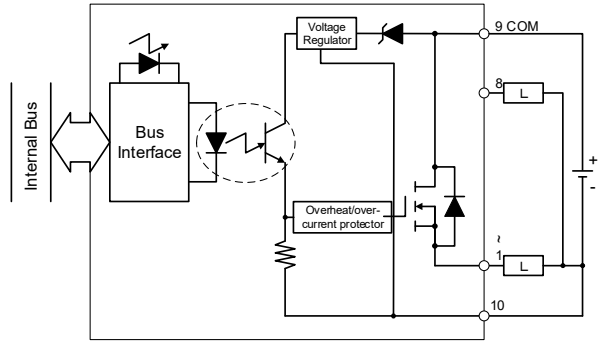 Voltage
Regulator
9 COM
8
L
Internal Bus
Bus
Interface
+
-
Overheat/over-
current protector
~
1
L
10